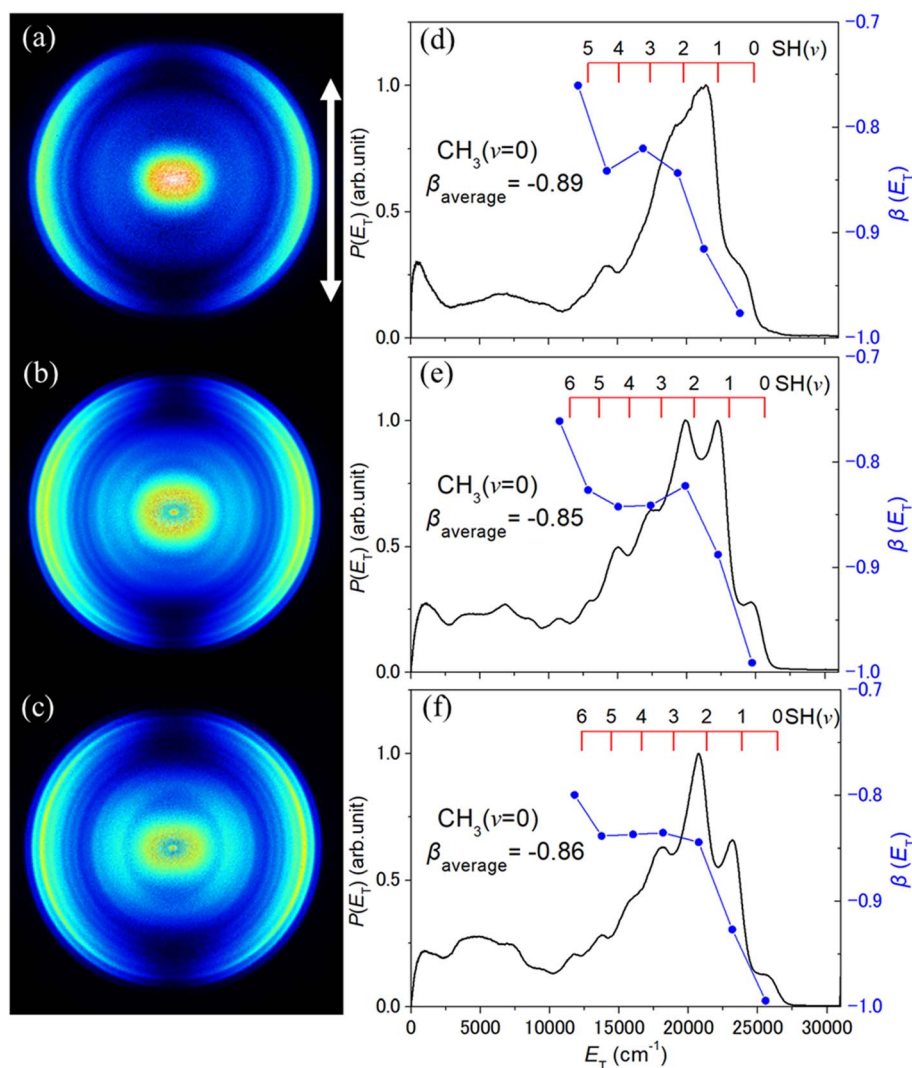 (a)
(b)
(c)
(d)
5 4 3 2 1 0 SH(v)
CH₃(v=0)
βaverage = -0.89
1.0
0.5
0.0
P(ET) (arb.unit)
-0.7
-0.8
-0.9
-1.0
β (ET)
(e)
6 5 4 3 2 1 0 SH(v)
CH₃(v=0)
βaverage = -0.85
1.0
0.5
0.0
P(ET) (arb.unit)
-0.7
-0.8
-0.9
-1.0
β (ET)
(f)
6 5 4 3 2 1 0 SH(v)
CH₃(v=0)
βaverage = -0.86
1.0
0.5
0.0
P(ET) (arb.unit)
-0.7
-0.8
-0.9
-1.0
β (ET)
0 5000 10000 15000 20000 25000 30000
ET (cm⁻¹)